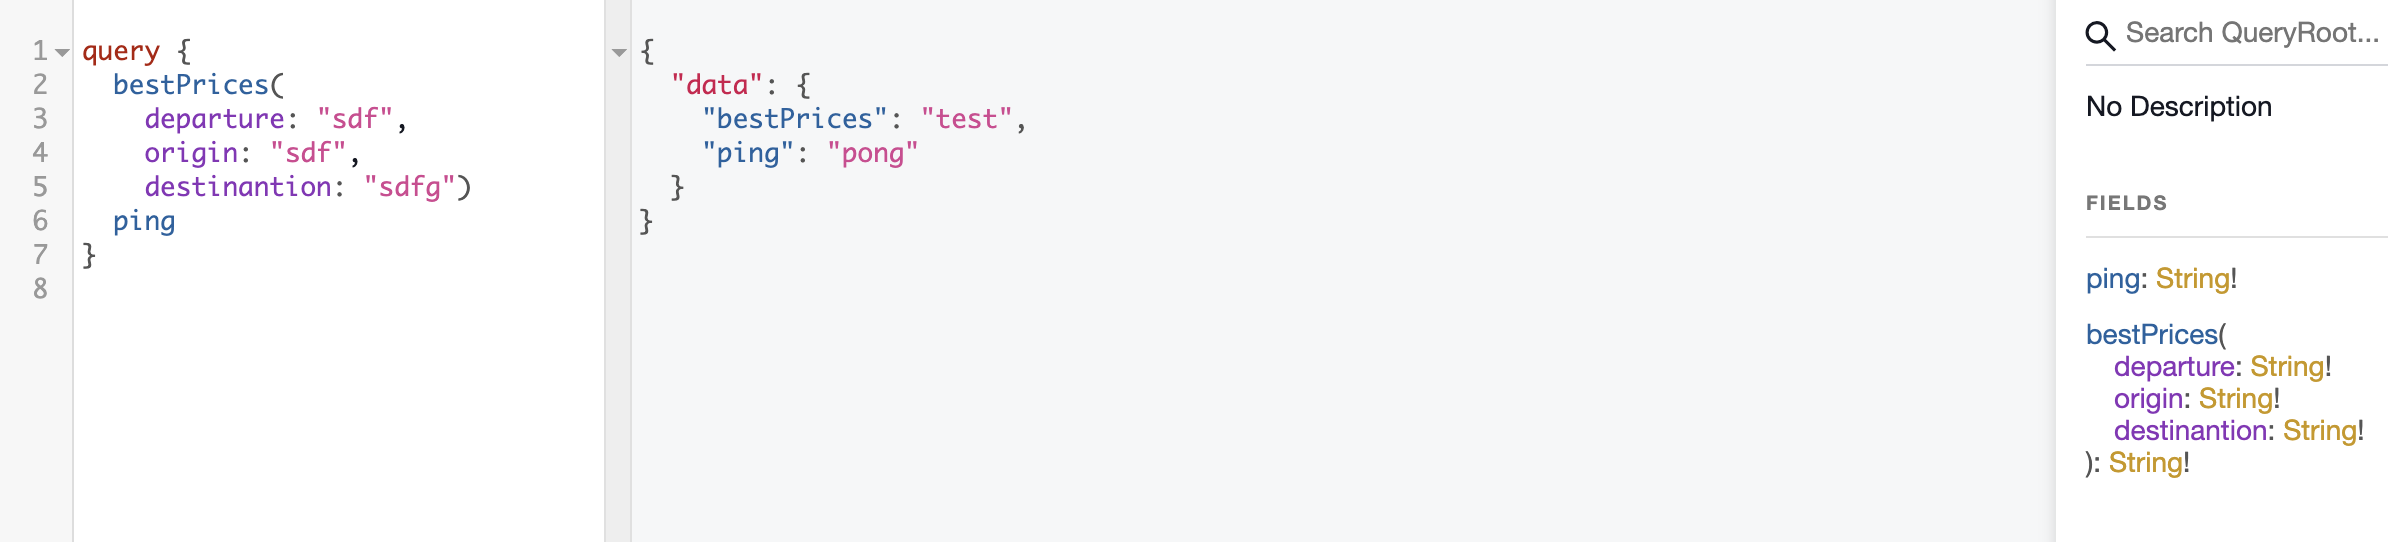 1 query {
2 bestPrices(
3 departure: "sdf",
4 origin: "sdf",
5 destinantion: "sdfg")
6 ping
7 }
8
{
"data": {
"bestPrices": "test",
"ping": "pong"
}
}
Search QueryRoot...
No Description
FIELDS
ping: String!
bestPrices(
departure: String!
origin: String!
destinantion: String!
): String!